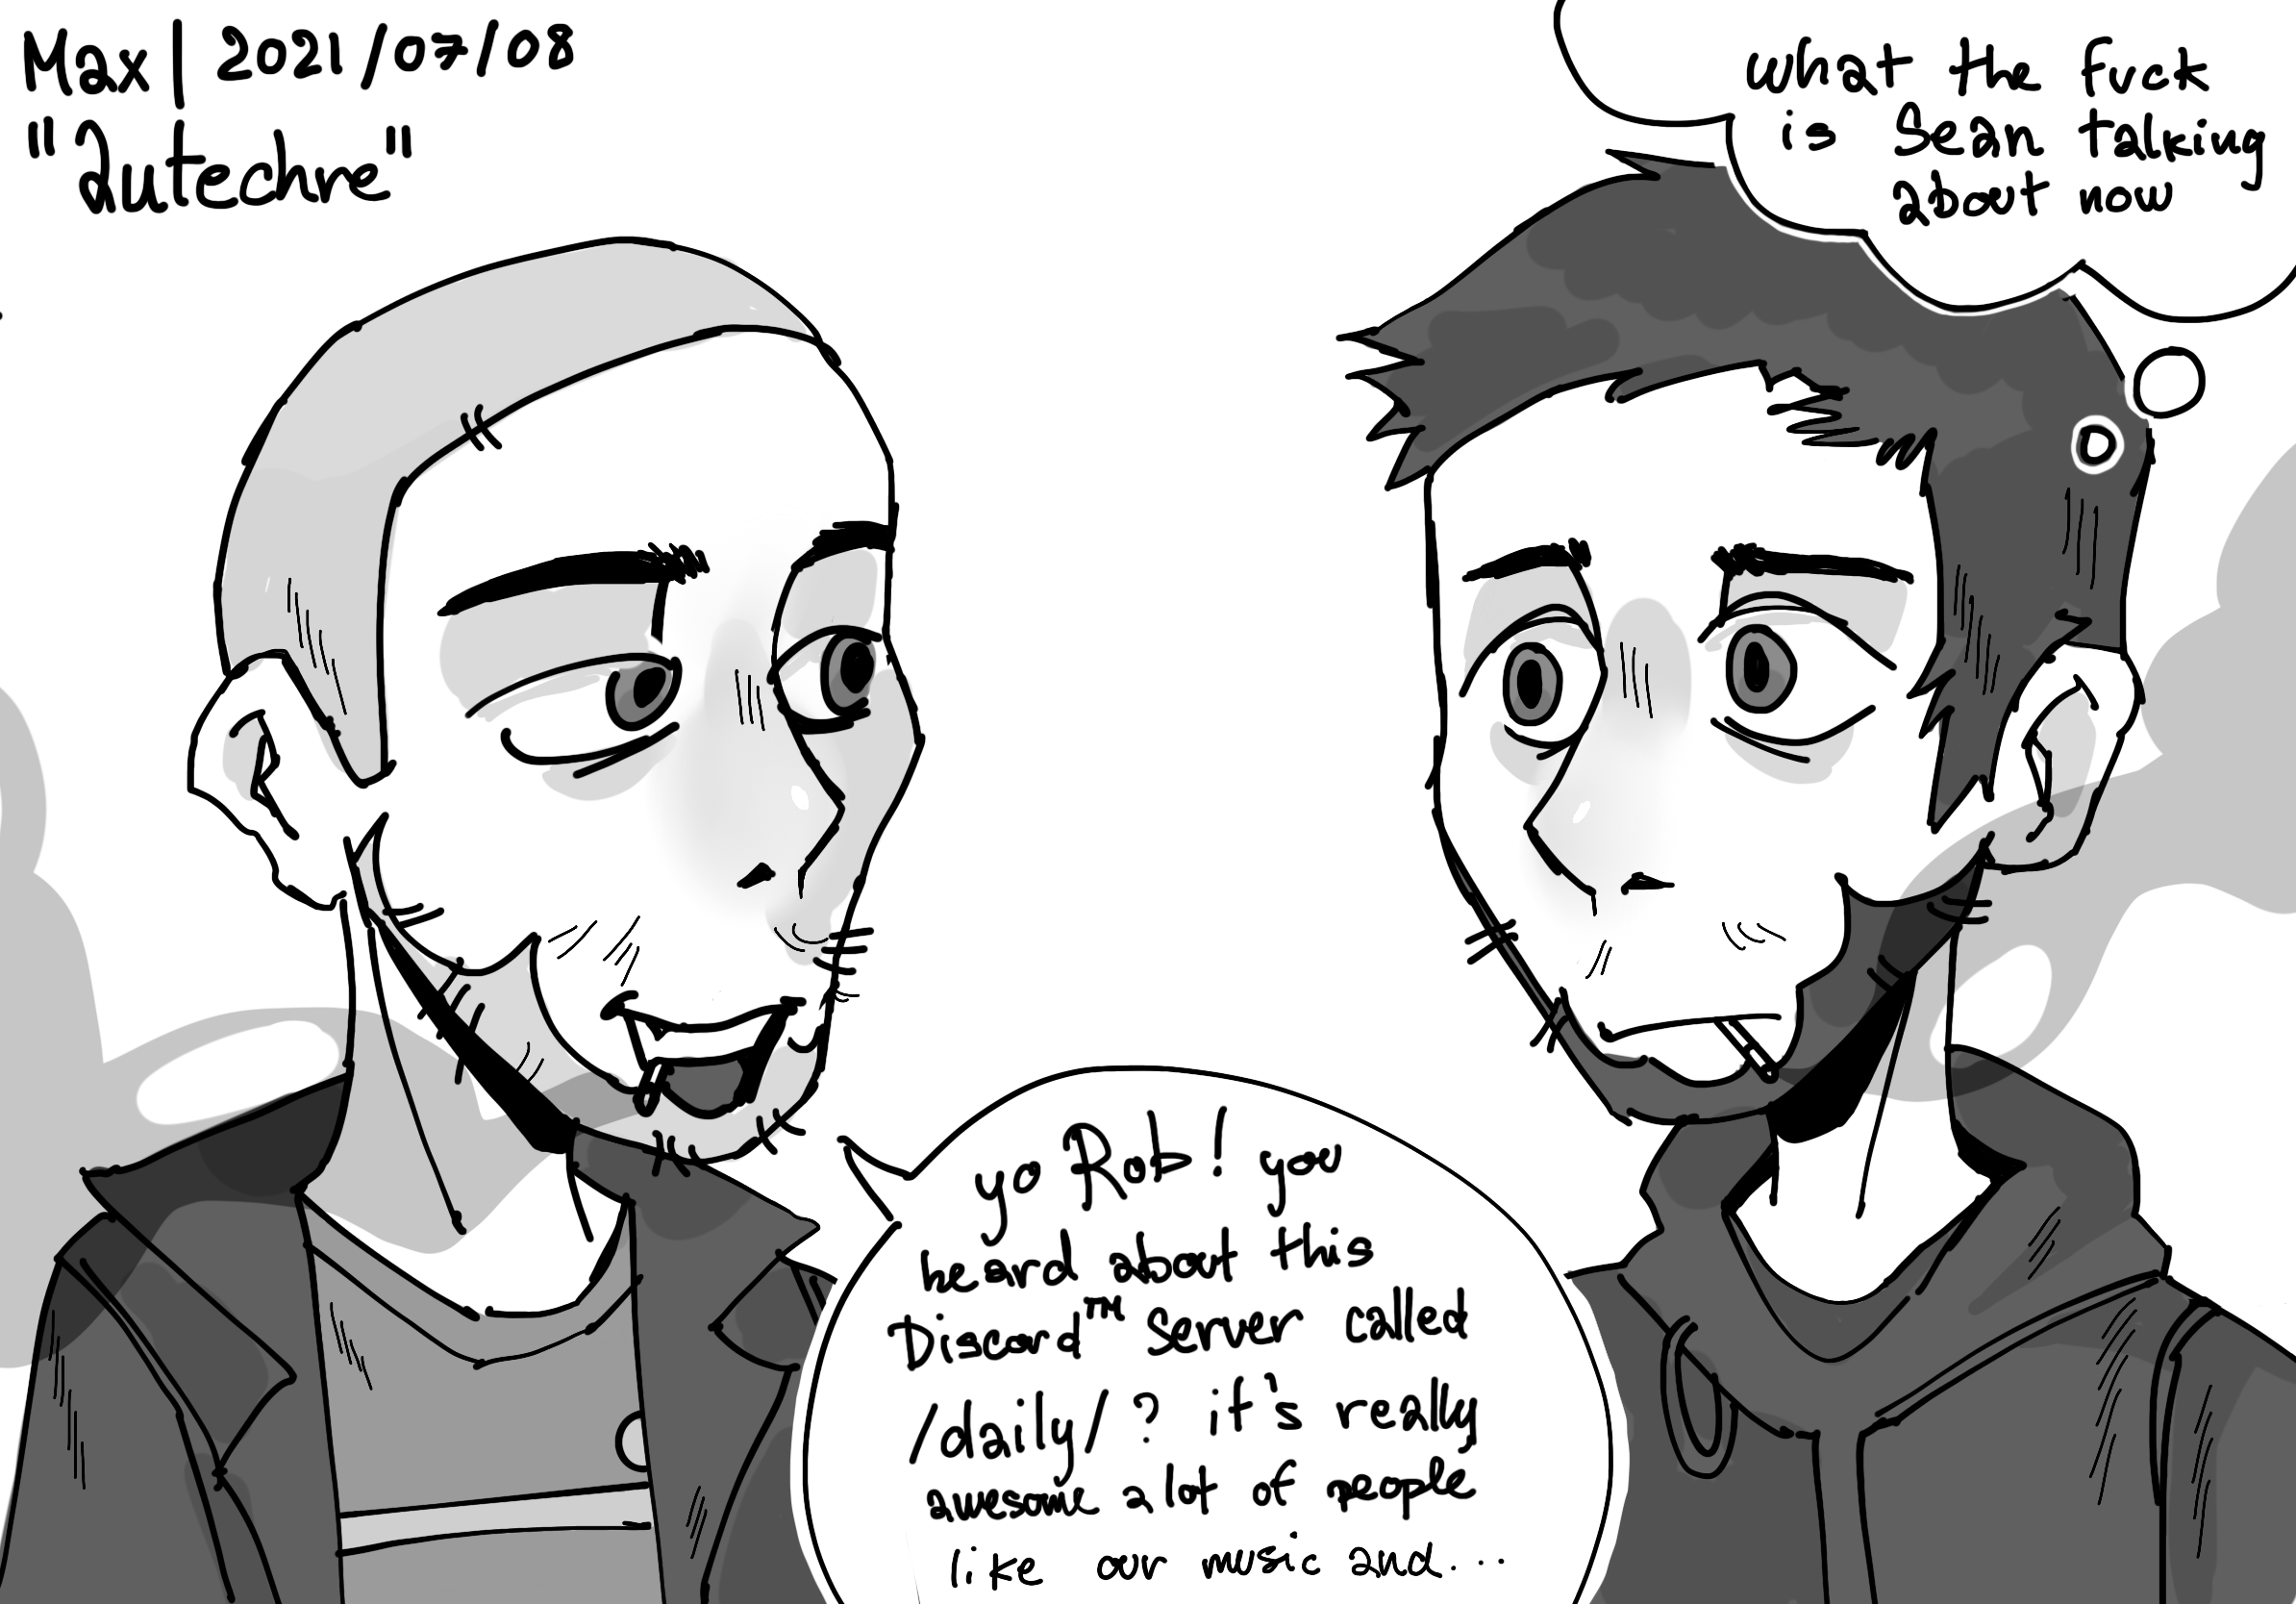 Max | 2021/07/08
"autechre"
what the fuck
is Sean talking
about now
yo Rob! you
heard about this
Discord™ server called
/daily/? it's really
awesome a lot of people
like our music and...